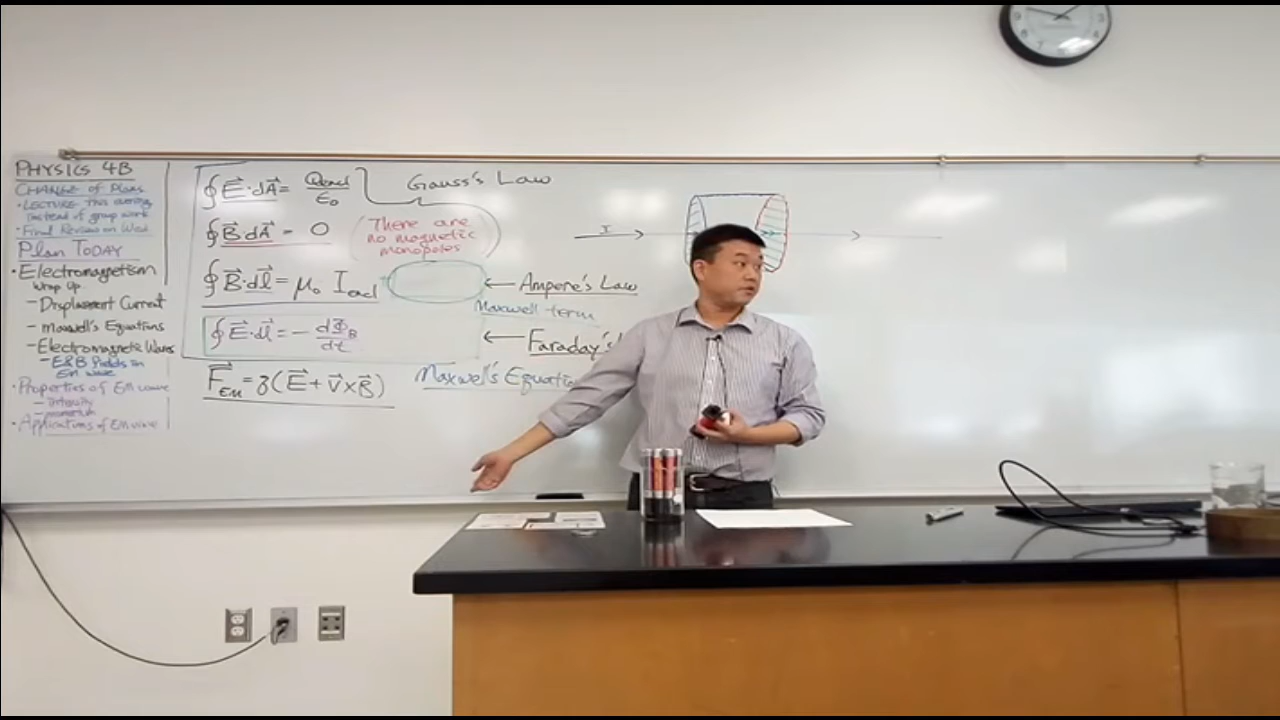 PHYSICS 4B
CHANGE of Plans
• LECTURE this evening
instead of group work
• Final Review on Wed
Plan TODAY
• Electromagnetism
Wrap Up
- Displacement Current
- Maxwell's Equations
- Electromagnetic Waves
- E&B fields in
EM wave
• Properties of EM wave
- Intensity
- momentum
• Applications of EM wave
∮E⃗·dA⃗ = Qencl/ε₀
Gauss's Law
∮B⃗·dA⃗ = 0
(There are
no magnetic
monopoles)
∮B⃗·dl⃗ = μ₀ Iencl
← Ampere's Law
Maxwell term
∮E⃗·dl⃗ = - dΦB/dt
← Faraday's
F⃗EM = q(E⃗ + v⃗ × B⃗)
Maxwell's Equation
I